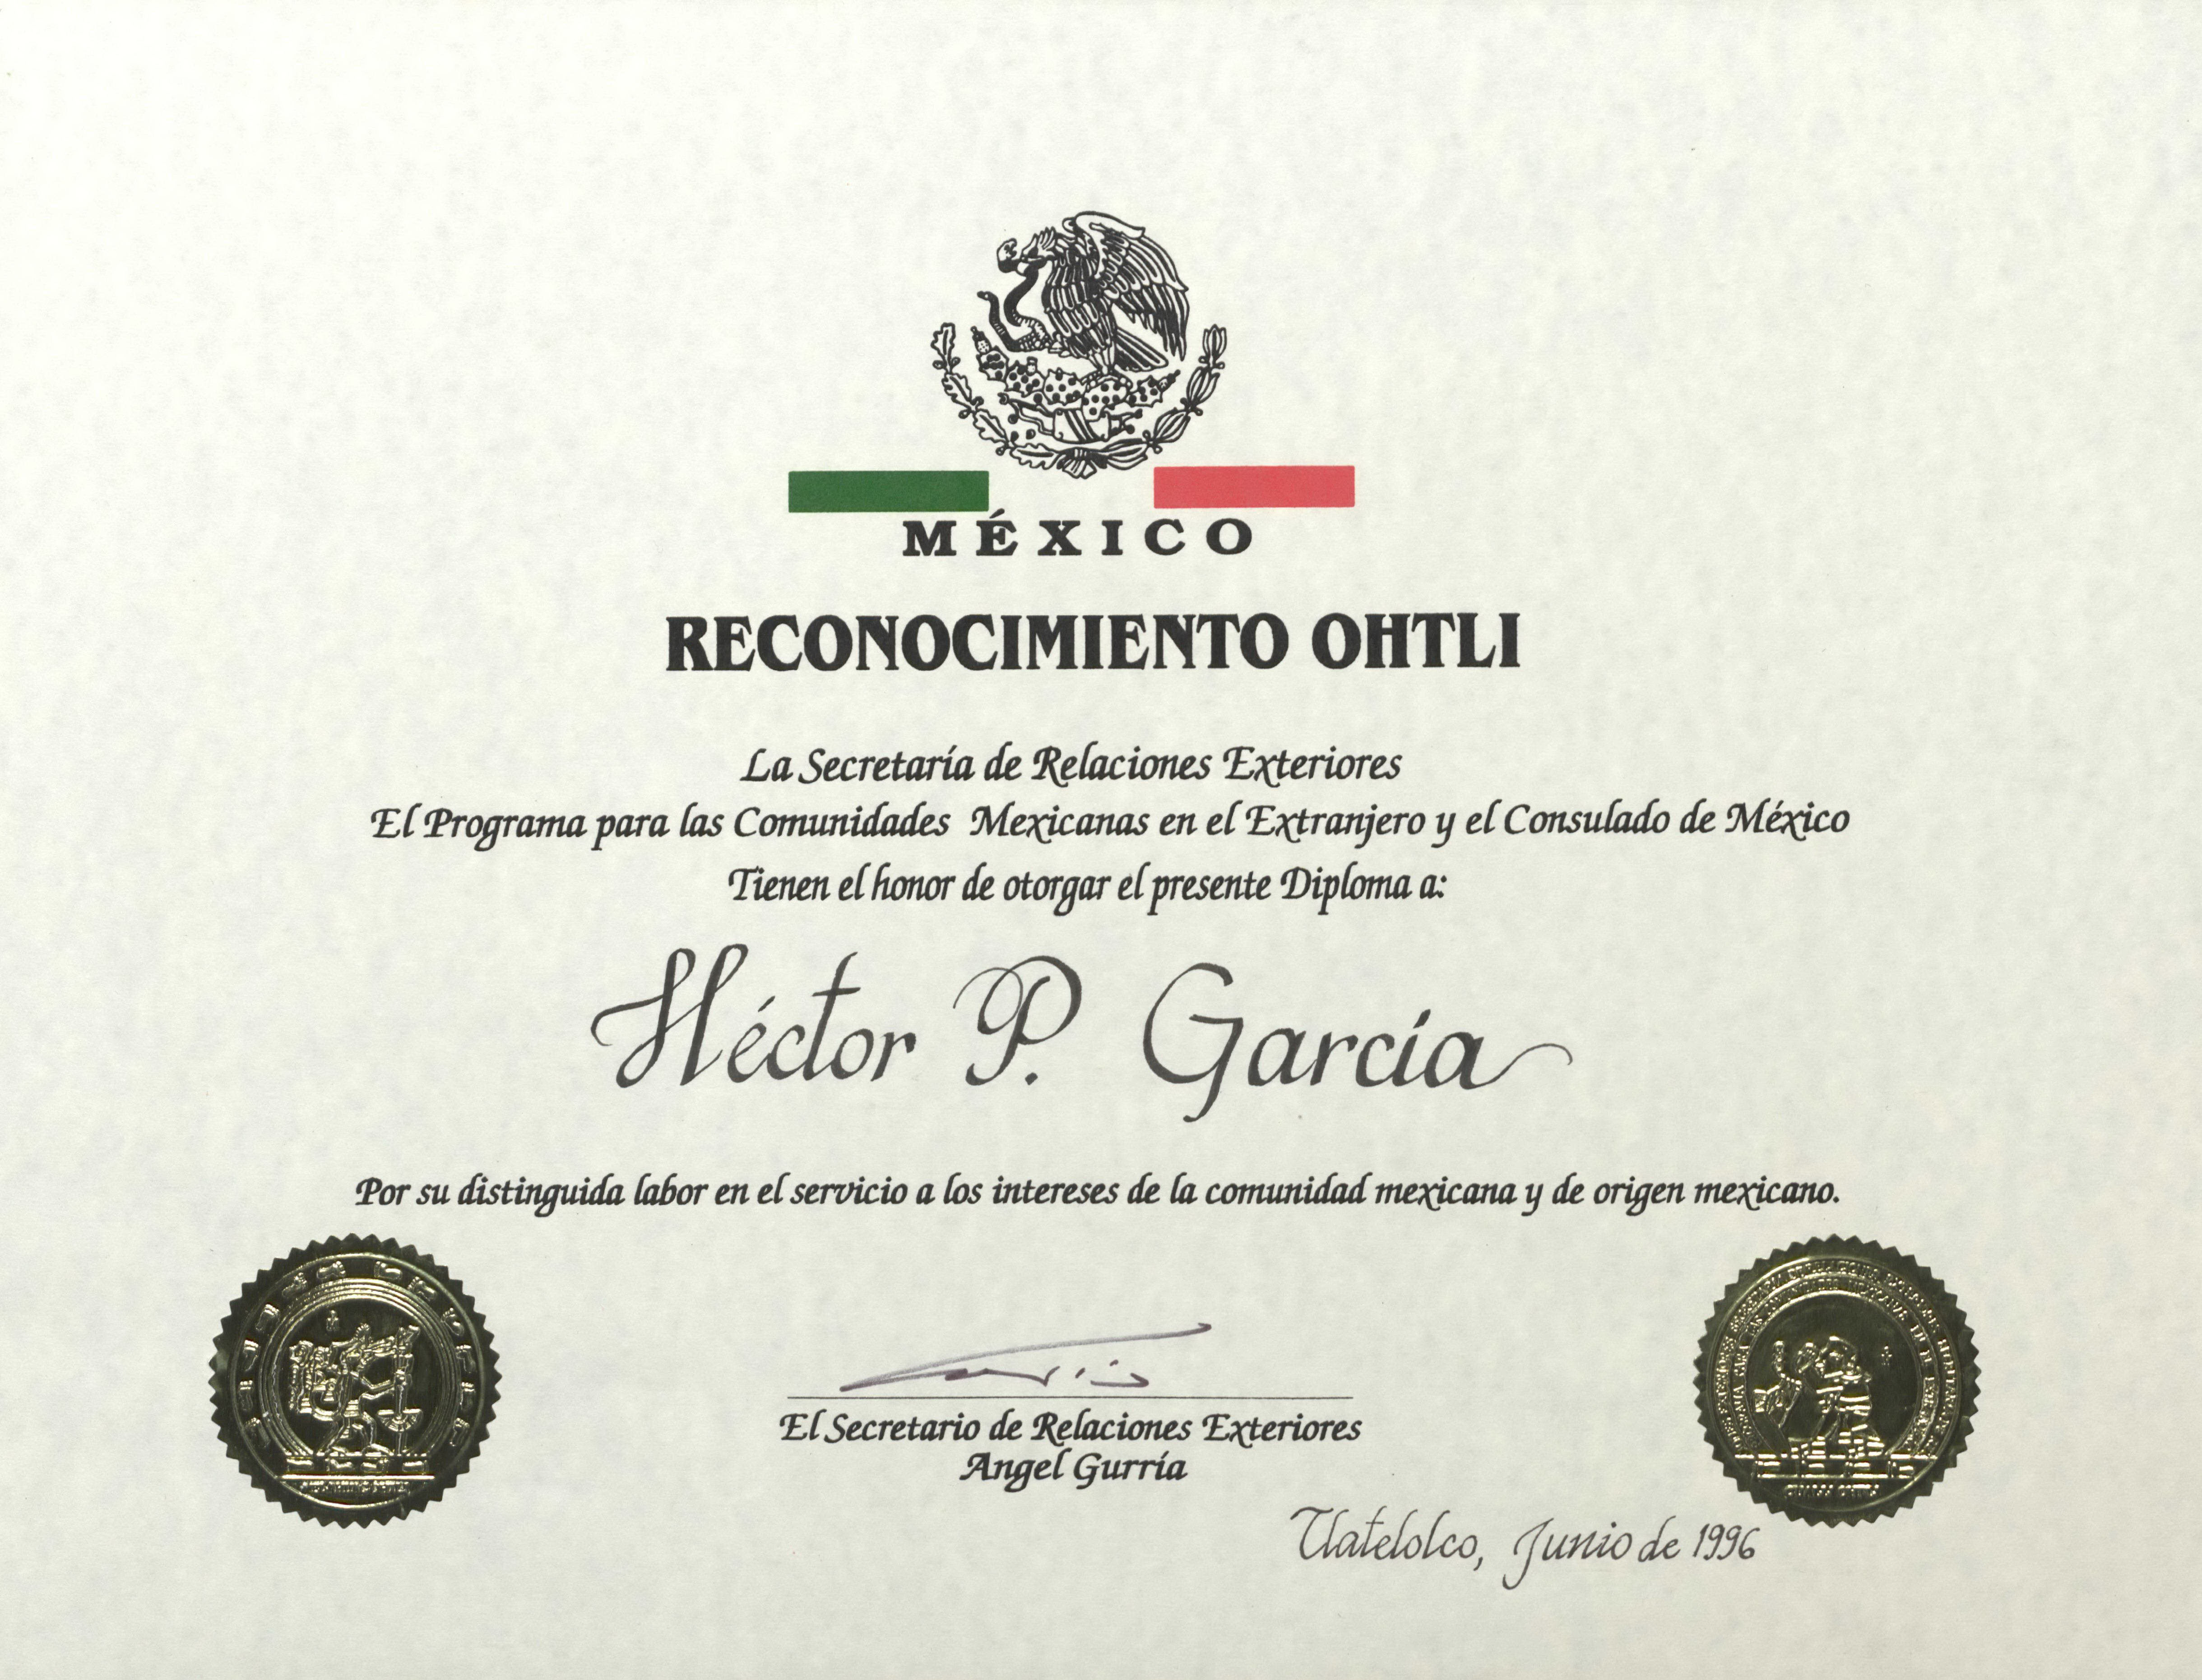 MÉXICO
RECONOCIMIENTO OHTLI
La Secretaría de Relaciones Exteriores
El Programa para las Comunidades Mexicanas en el Extranjero y el Consulado de México
Tienen el honor de otorgar el presente Diploma a:
Héctor P. García
Por su distinguida labor en el servicio a los intereses de la comunidad mexicana y de origen mexicano.
El Secretario de Relaciones Exteriores
Angel Gurría
Tlatelolco, Junio de 1996